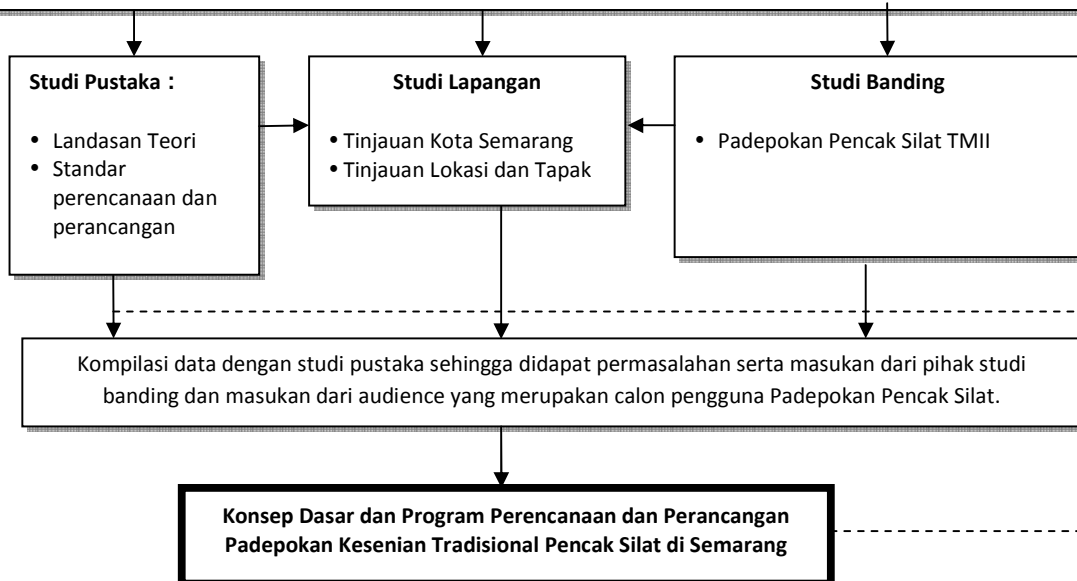 Studi Pustaka :
• Landasan Teori
• Standar
perencanaan dan
perancangan
Studi Lapangan
• Tinjauan Kota Semarang
• Tinjauan Lokasi dan Tapak
Studi Banding
• Padepokan Pencak Silat TMII
Kompilasi data dengan studi pustaka sehingga didapat permasalahan serta masukan dari pihak studi
banding dan masukan dari audience yang merupakan calon pengguna Padepokan Pencak Silat.
Konsep Dasar dan Program Perencanaan dan Perancangan
Padepokan Kesenian Tradisional Pencak Silat di Semarang